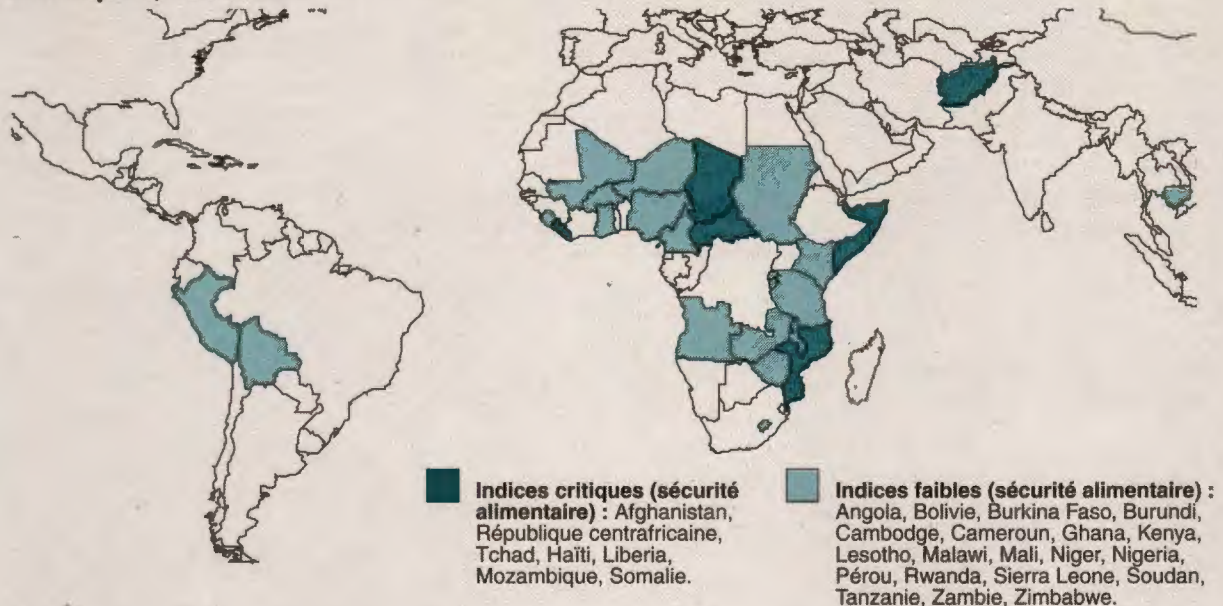 Indices critiques (sécurité
alimentaire) : Afghanistan,
République centrafricaine,
Tchad, Haïti, Liberia,
Mozambique, Somalie.
Indices faibles (sécurité alimentaire) :
Angola, Bolivie, Burkina Faso, Burundi,
Cambodge, Cameroun, Ghana, Kenya,
Lesotho, Malawi, Mali, Niger, Nigeria,
Pérou, Rwanda, Sierra Leone, Soudan,
Tanzanie, Zambie, Zimbabwe.